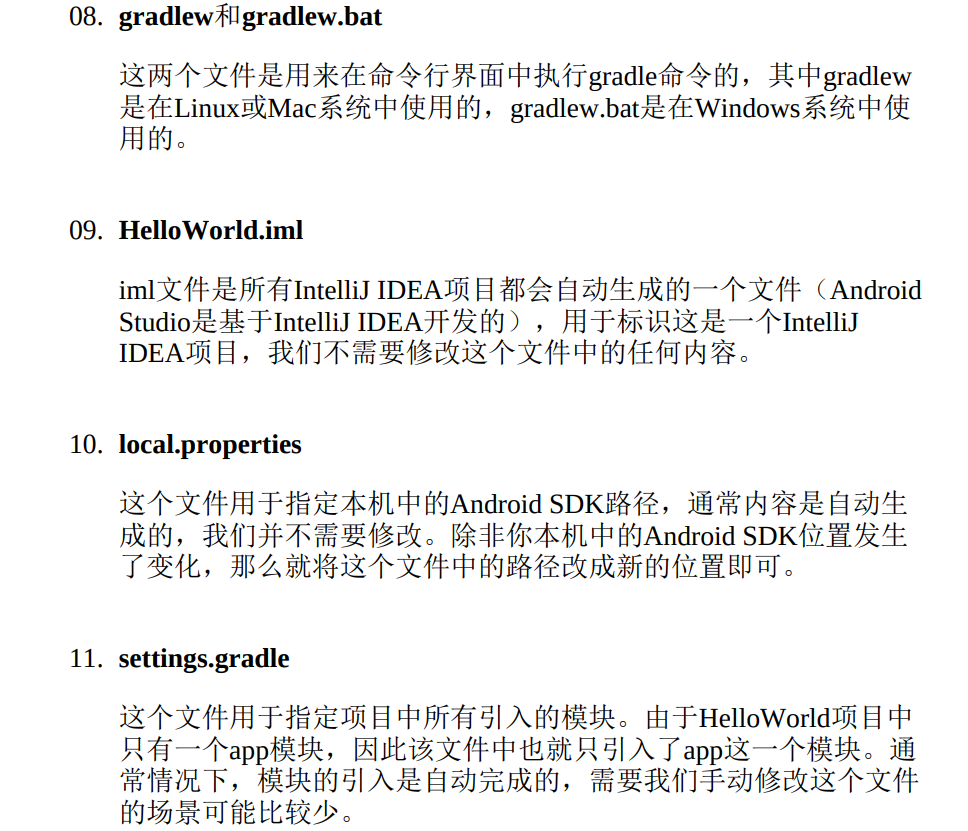 08. gradlew和gradlew.bat
这两个文件是用来在命令行界面中执行gradle命令的，其中gradlew
是在Linux或Mac系统中使用的，gradlew.bat是在Windows系统中使
用的。
09. HelloWorld.iml
iml文件是所有IntelliJ IDEA项目都会自动生成的一个文件（Android
Studio是基于IntelliJ IDEA开发的），用于标识这是一个IntelliJ
IDEA项目，我们不需要修改这个文件中的任何内容。
10. local.properties
这个文件用于指定本机中的Android SDK路径，通常内容是自动生
成的，我们并不需要修改。除非你本机中的Android SDK位置发生
了变化，那么就将这个文件中的路径改成新的位置即可。
11. settings.gradle
这个文件用于指定项目中所有引入的模块。由于HelloWorld项目中
只有一个app模块，因此该文件中也就只引入了app这一个模块。通
常情况下，模块的引入是自动完成的，需要我们手动修改这个文件
的场景可能比较少。